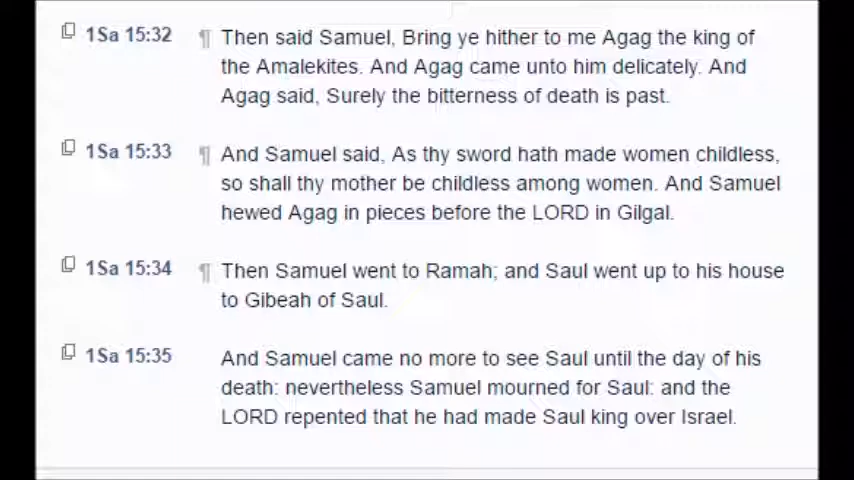 1Sa 15:32 ¶ Then said Samuel, Bring ye hither to me Agag the king of
the Amalekites. And Agag came unto him delicately. And
Agag said, Surely the bitterness of death is past.
1Sa 15:33 ¶ And Samuel said, As thy sword hath made women childless,
so shall thy mother be childless among women. And Samuel
hewed Agag in pieces before the LORD in Gilgal.
1Sa 15:34 ¶ Then Samuel went to Ramah; and Saul went up to his house
to Gibeah of Saul.
1Sa 15:35 And Samuel came no more to see Saul until the day of his
death: nevertheless Samuel mourned for Saul: and the
LORD repented that he had made Saul king over Israel.